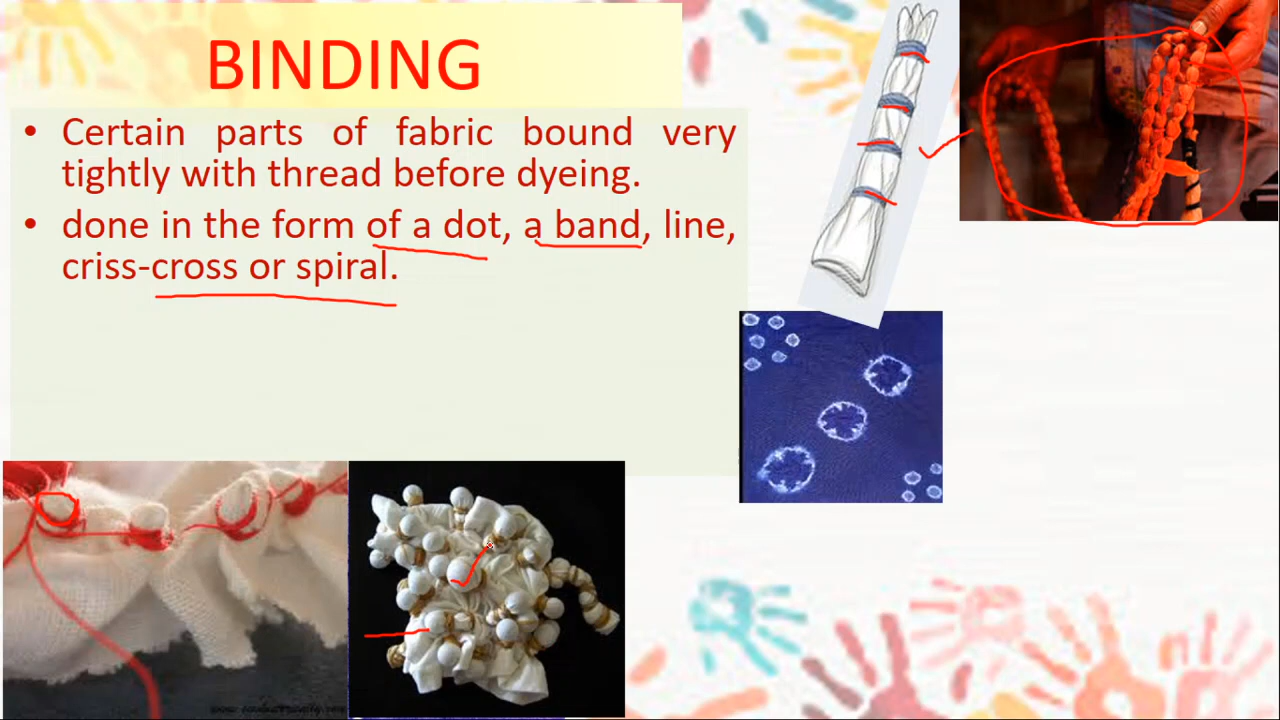 BINDING
• Certain parts of fabric bound very
tightly with thread before dyeing.
• done in the form of a dot, a band, line,
criss-cross or spiral.